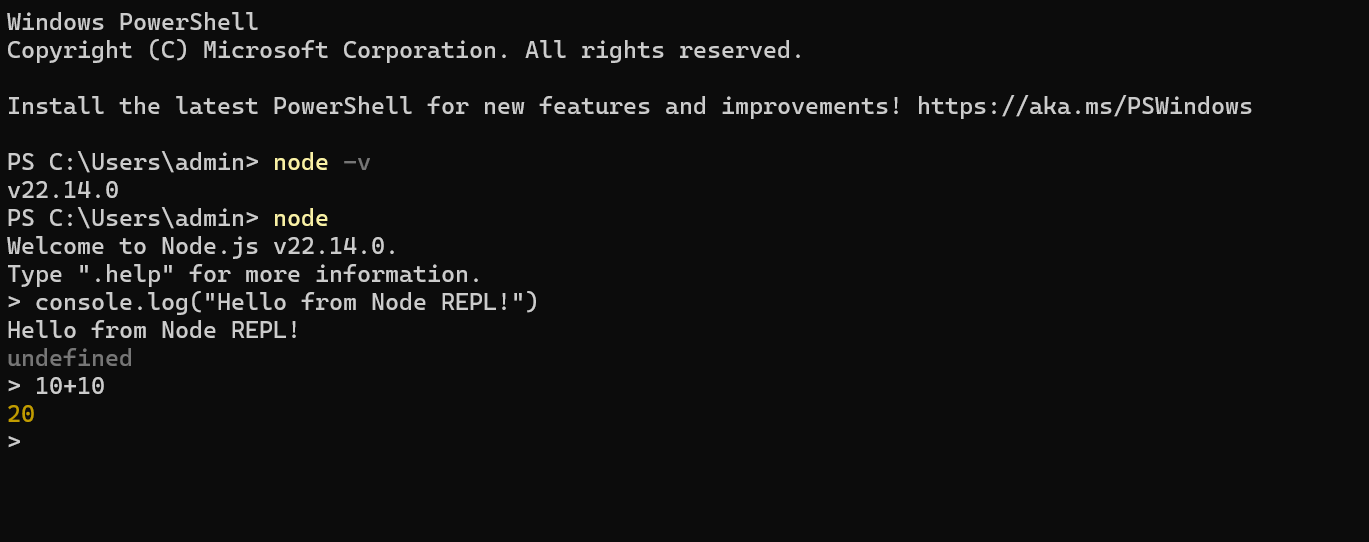 Windows PowerShell
Copyright (C) Microsoft Corporation. All rights reserved.
Install the latest PowerShell for new features and improvements! https://aka.ms/PSWindows
PS C:\Users\admin> node -v
v22.14.0
PS C:\Users\admin> node
Welcome to Node.js v22.14.0.
Type ".help" for more information.
> console.log("Hello from Node REPL!")
Hello from Node REPL!
undefined
> 10+10
20
>